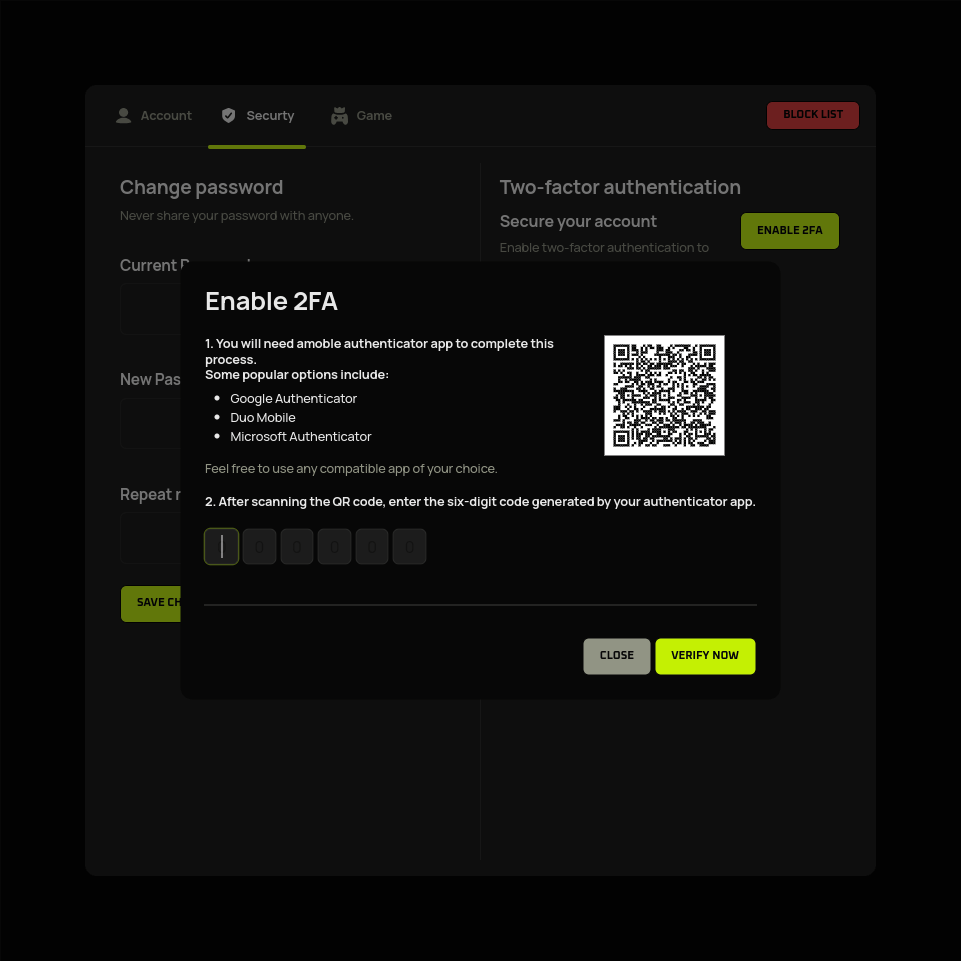 Account
Securty
Game
BLOCK LIST
Change password
Never share your password with anyone.
Two-factor authentication
Secure your account
Enable two-factor authentication to
ENABLE 2FA
Current
Enable 2FA
1. You will need amoble authenticator app to complete this
process.
Some popular options include:
Google Authenticator
Duo Mobile
Microsoft Authenticator
Feel free to use any compatible app of your choice.
2. After scanning the QR code, enter the six-digit code generated by your authenticator app.
0 0 0 0 0
New Pas
Repeat
SAVE CH
CLOSE
VERIFY NOW